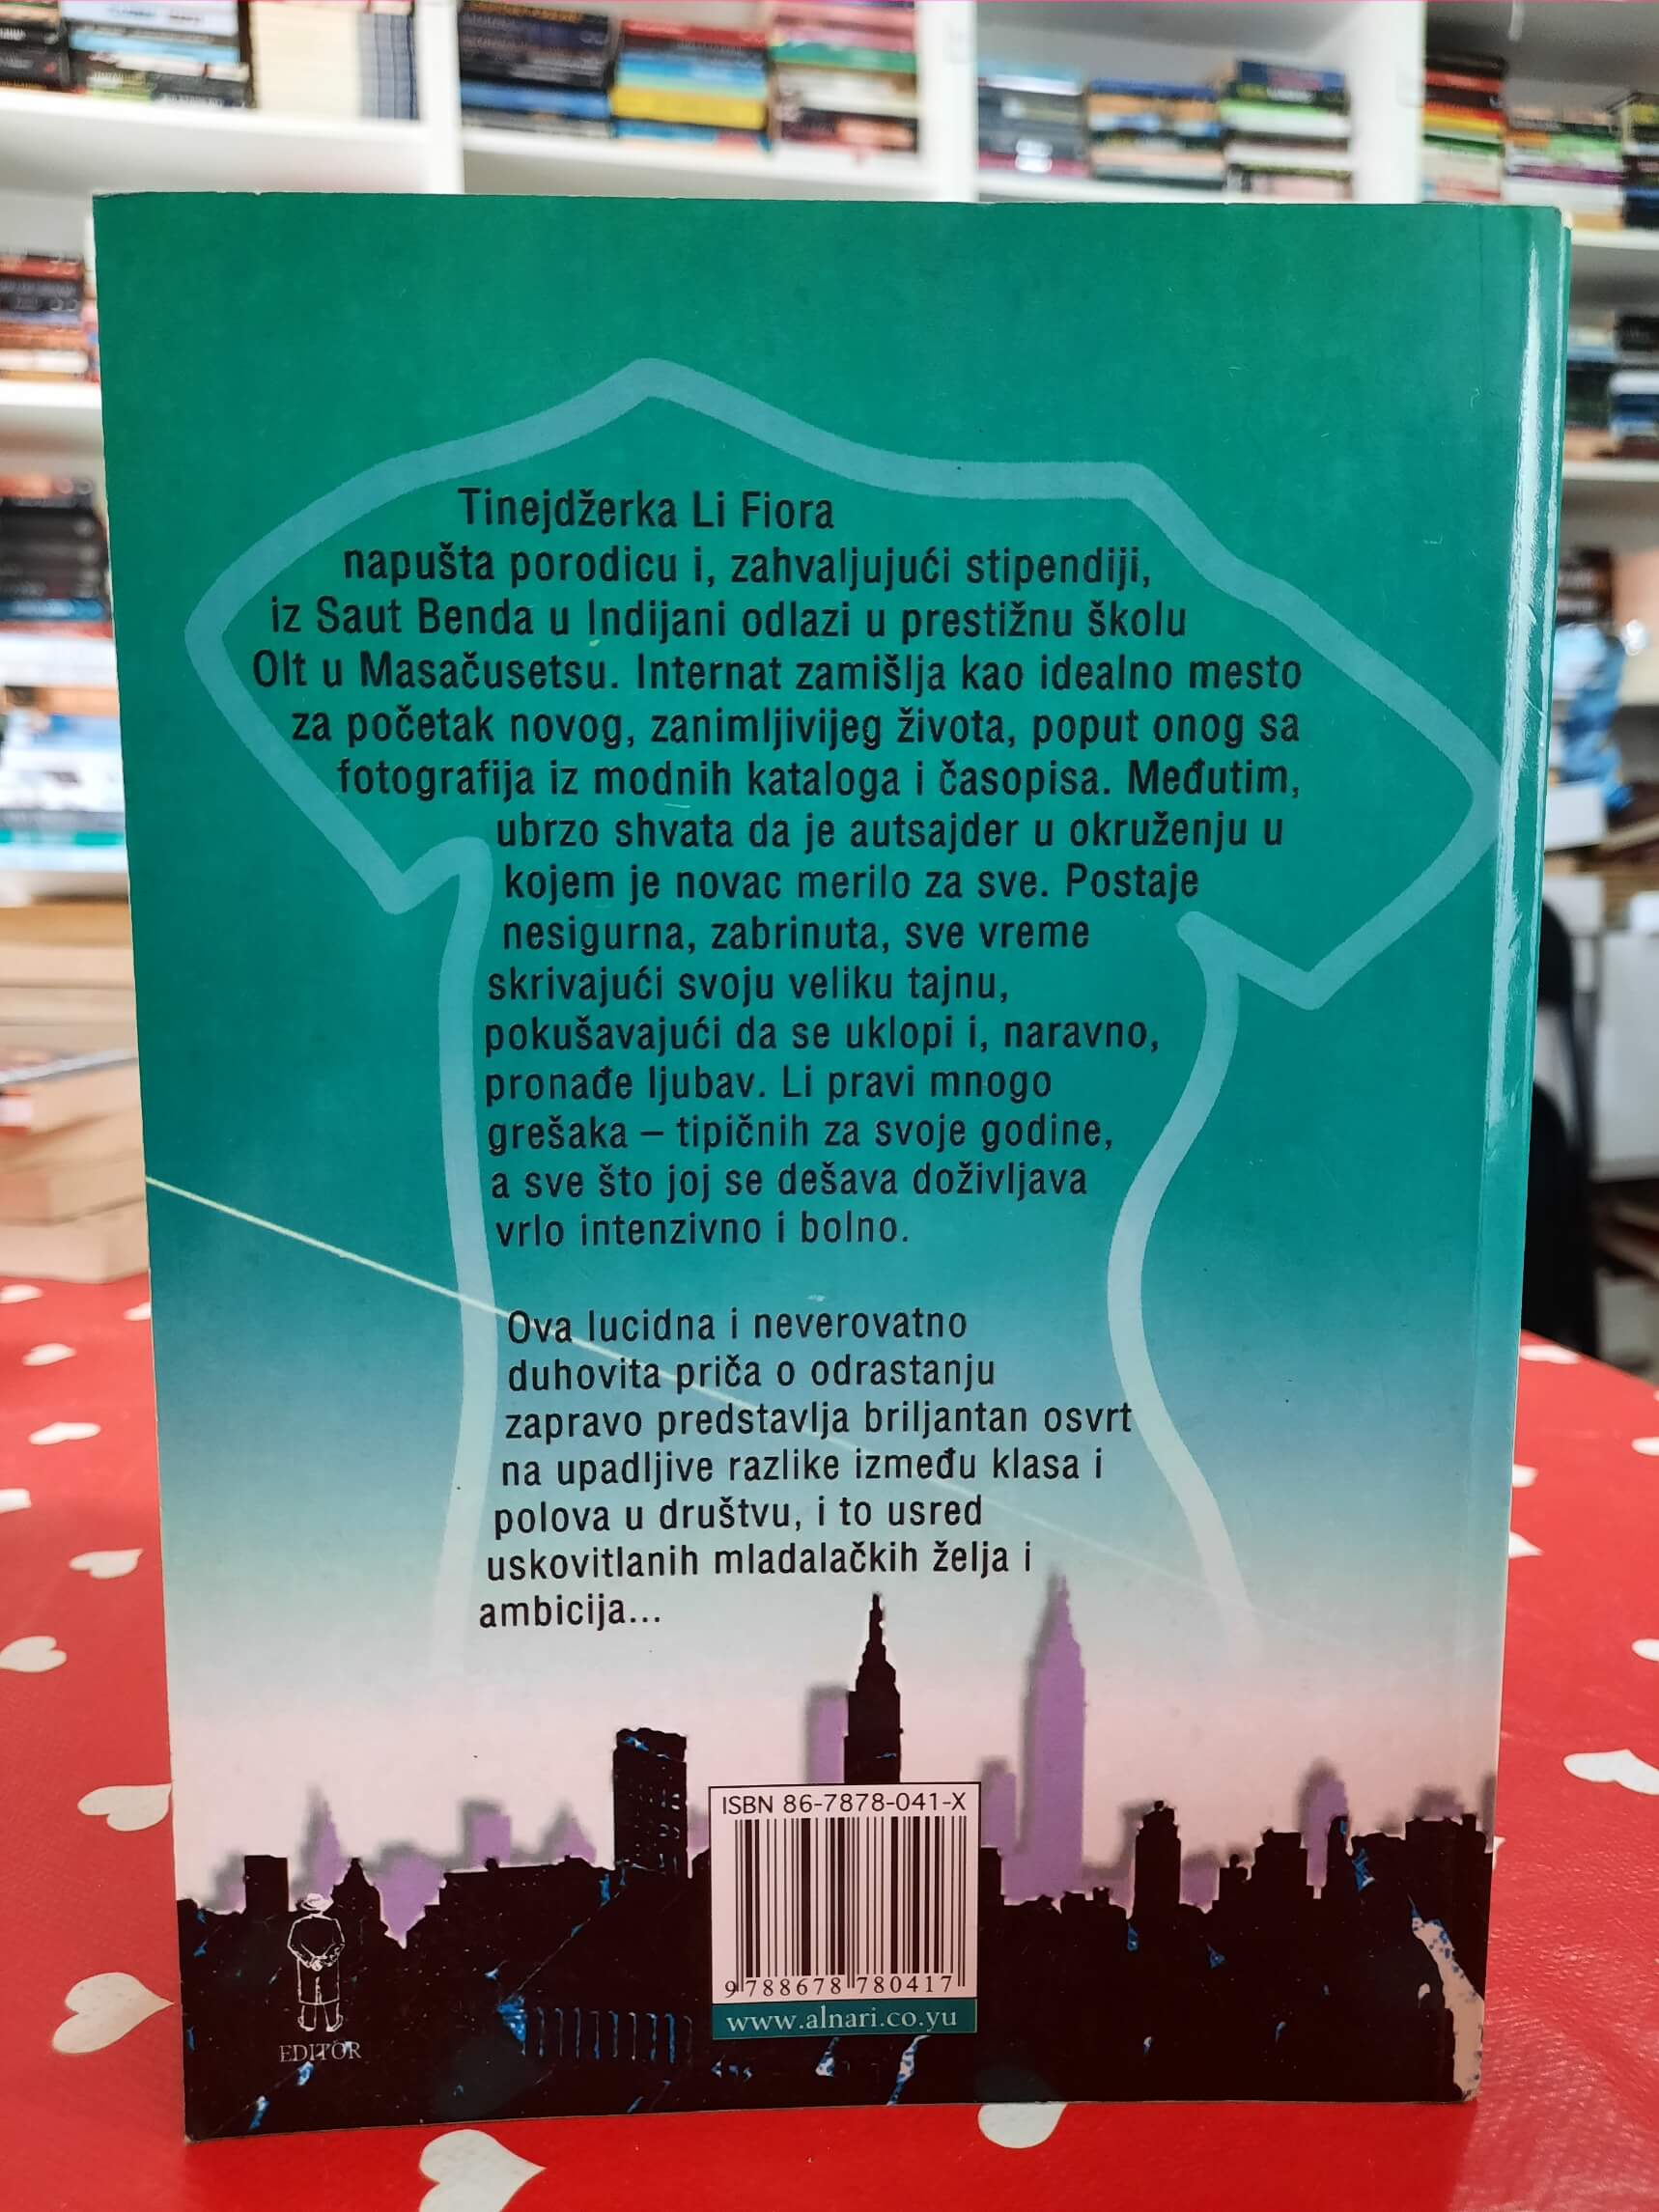 Tinejdžerka Li Fiora
napušta porodicu i, zahvaljujući stipendiji,
iz Saut Benda u Indijani odlazi u prestižnu školu
Olt u Masačusetsu. Internat zamišlja kao idealno mesto
za početak novog, zanimljivijeg života, poput onog sa
fotografija iz modnih kataloga i časopisa. Međutim,
ubrzo shvata da je autsajder u okruženju u
kojem je novac merilo za sve. Postaje
nesigurna, zabrinuta, sve vreme
skrivajući svoju veliku tajnu,
pokušavajući da se uklopi i, naravno,
pronađe ljubav. Li pravi mnogo
grešaka – tipičnih za svoje godine,
a sve što joj se dešava doživljava
vrlo intenzivno i bolno.
Ova lucidna i neverovatno
duhovita priča o odrastanju
zapravo predstavlja briljantan osvrt
na upadljive razlike između klasa i
polova u društvu, i to usred
uskovitlanih mladalačkih želja i
ambicija...
ISBN 86-7878-041-X
9 788678 780417
www.alnari.co.yu
EDITOR